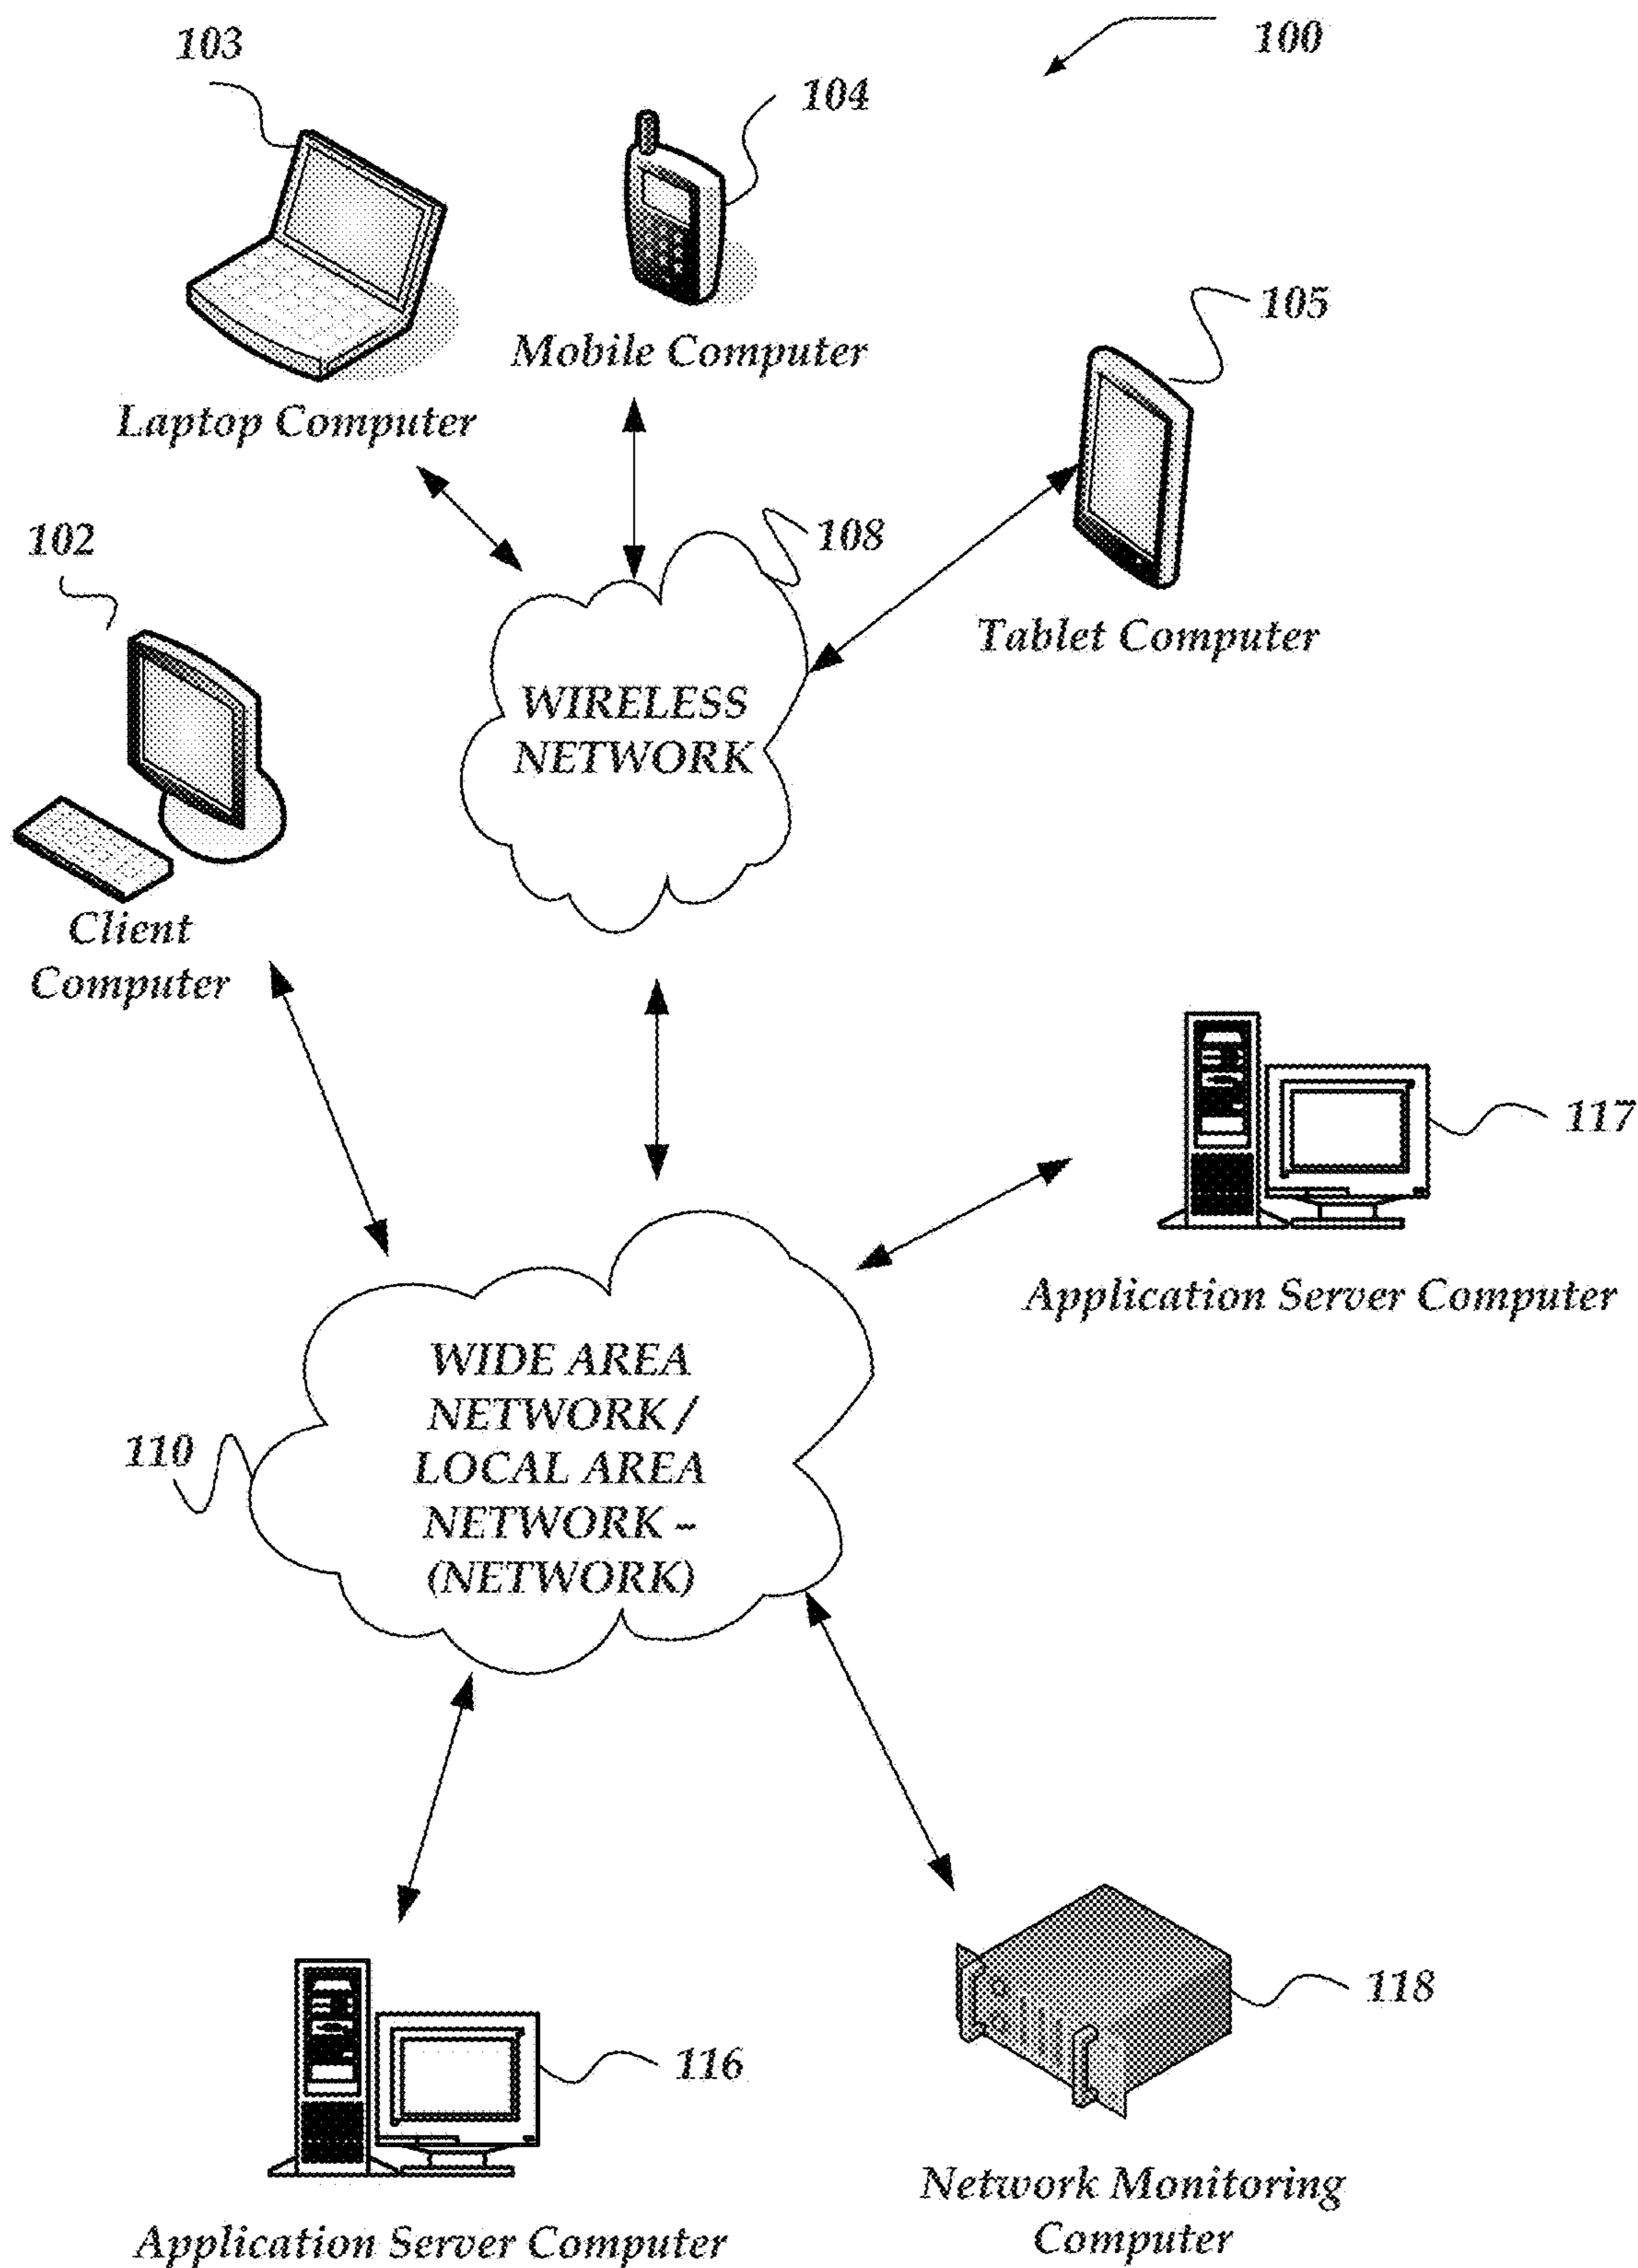 100
103
104
Mobile Computer
105
Laptop Computer
102
108
Tablet Computer
WIRELESS
NETWORK
Client
Computer
117
Application Server Computer
WIDE AREA
NETWORK /
LOCAL AREA
NETWORK –
(NETWORK)
110
118
116
Network Monitoring
Computer
Application Server Computer